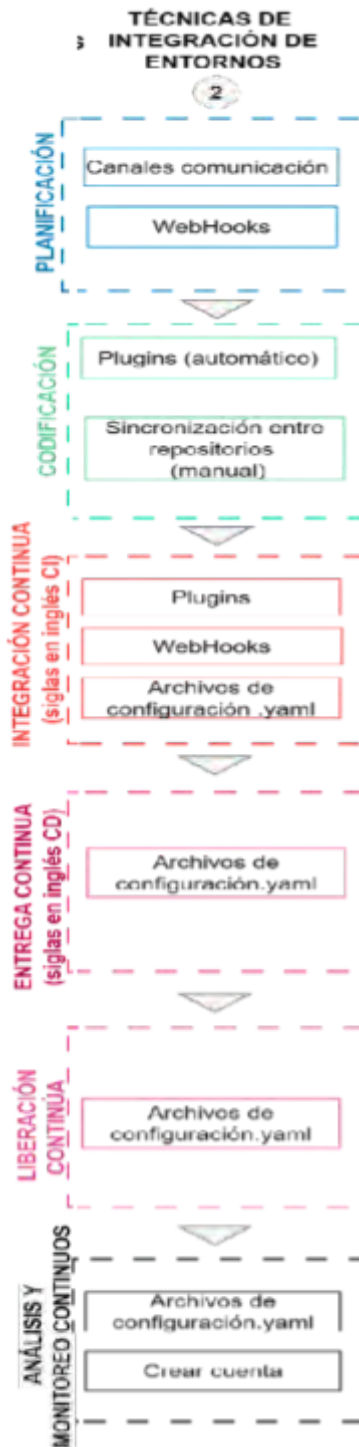 TÉCNICAS DE
s INTEGRACIÓN DE
ENTORNOS
2
PLANIFICACIÓN
Canales comunicación
WebHooks
CODIFICACIÓN
Plugins (automático)
Sincronización entre
repositorios
(manual)
INTEGRACIÓN CONTINUA
(siglas en inglés CI)
Plugins
WebHooks
Archivos de
configuración .yaml
ENTREGA CONTINUA
(siglas en inglés CD)
Archivos de
configuración.yaml
LIBERACIÓN
CONTINÚA
Archivos de
configuración.yaml
ANÁLISIS Y
MONITOREO CONTINUOS
Archivos de
configuración.yaml
Crear cuenta